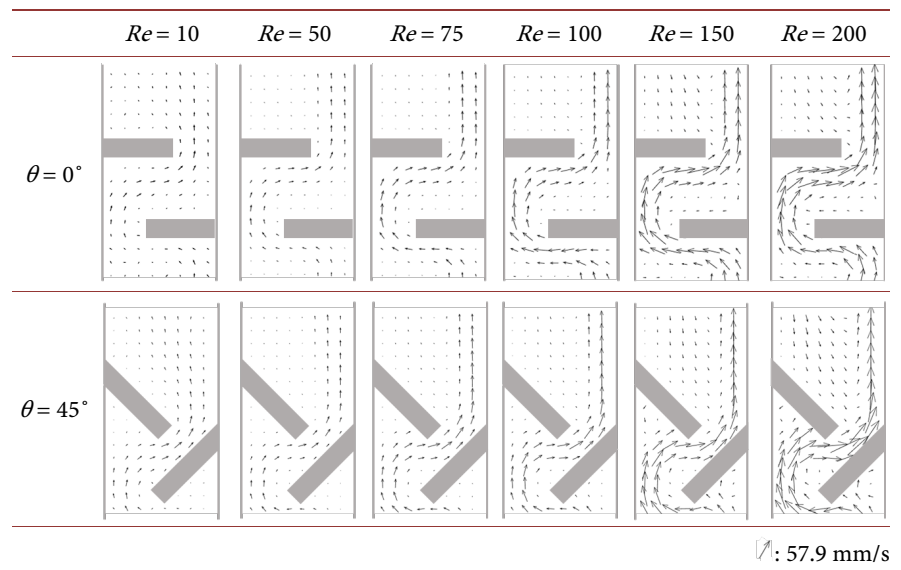 Re = 10 Re = 50 Re = 75 Re = 100 Re = 150 Re = 200
θ = 0˚
θ = 45˚
: 57.9 mm/s